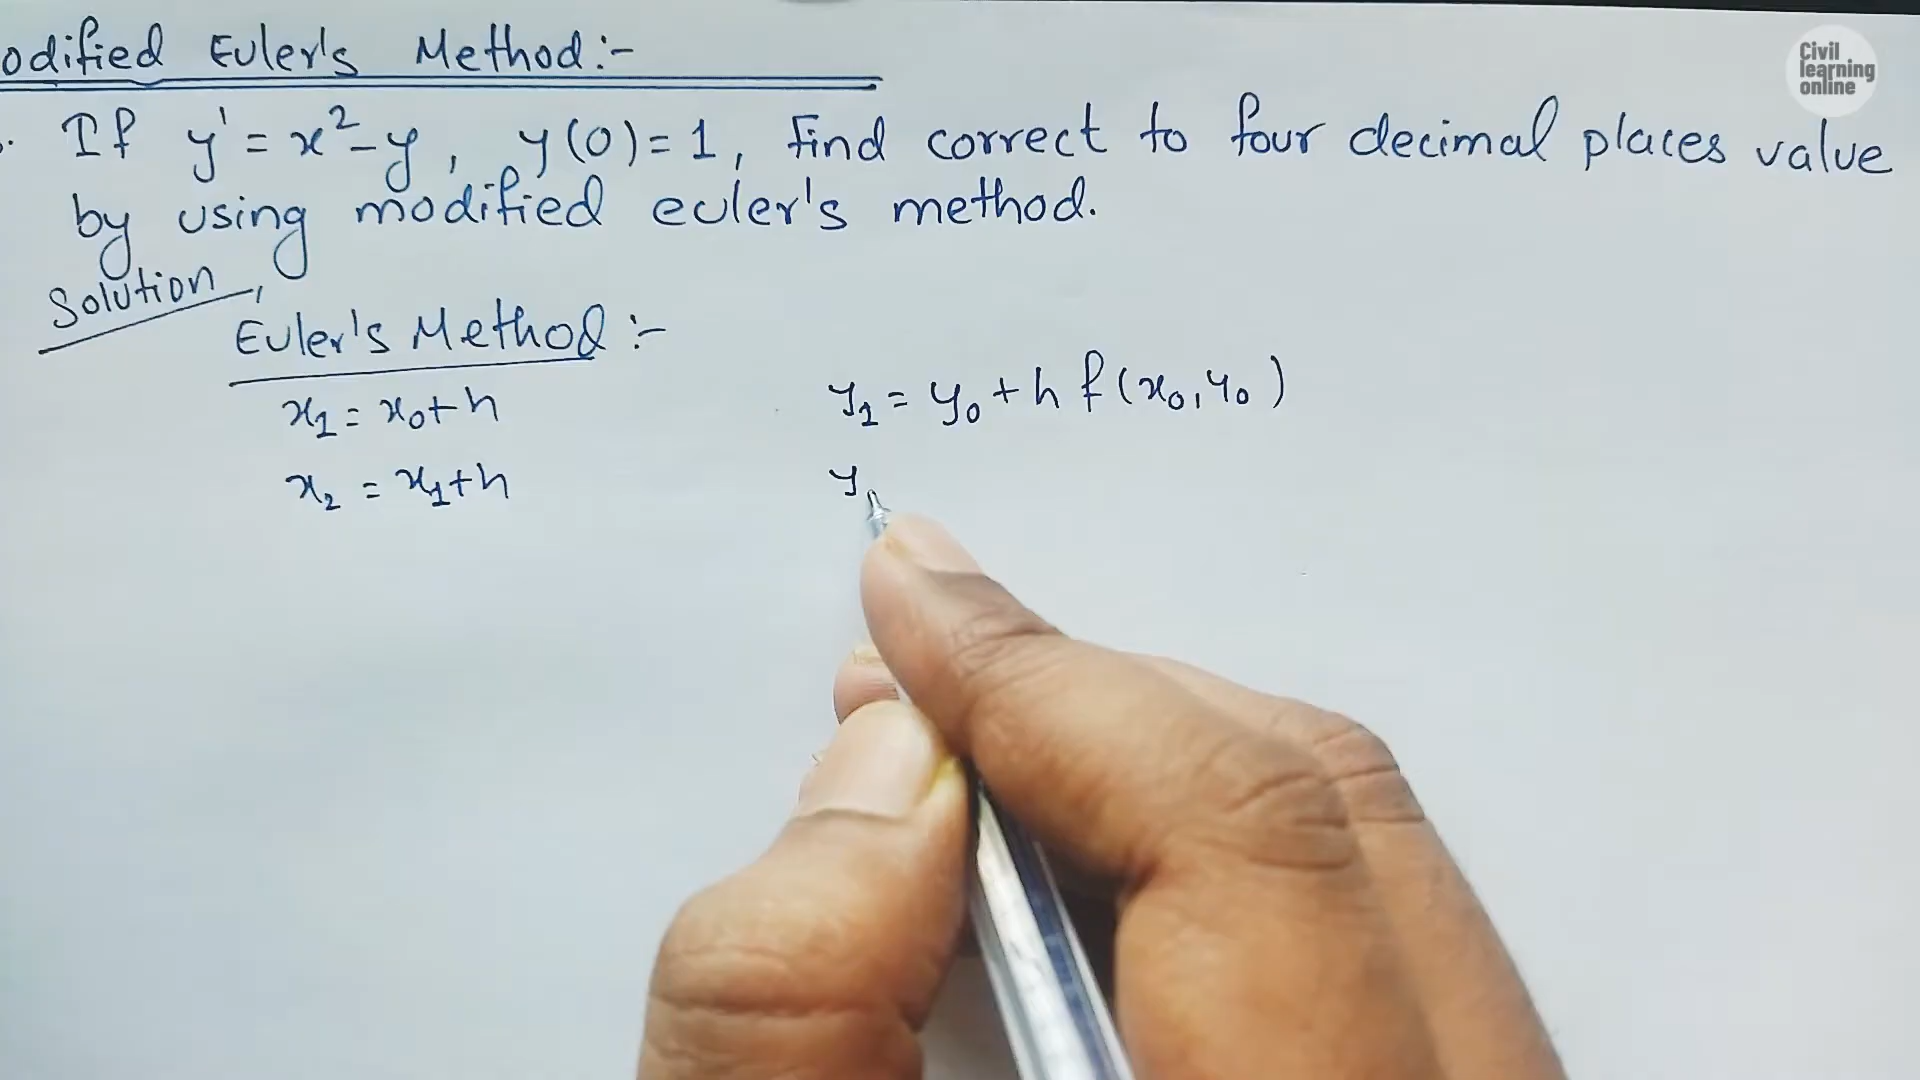 odified Euler's Method:-
If y' = x² - y, y(0) = 1, find correct to four decimal places value
by using modified euler's method.
Solution,
Euler's Method :-
x₁ = x₀ + h
y₁ = y₀ + h f(x₀, y₀)
x₂ = x₁ + h
y
Civil
learning
online